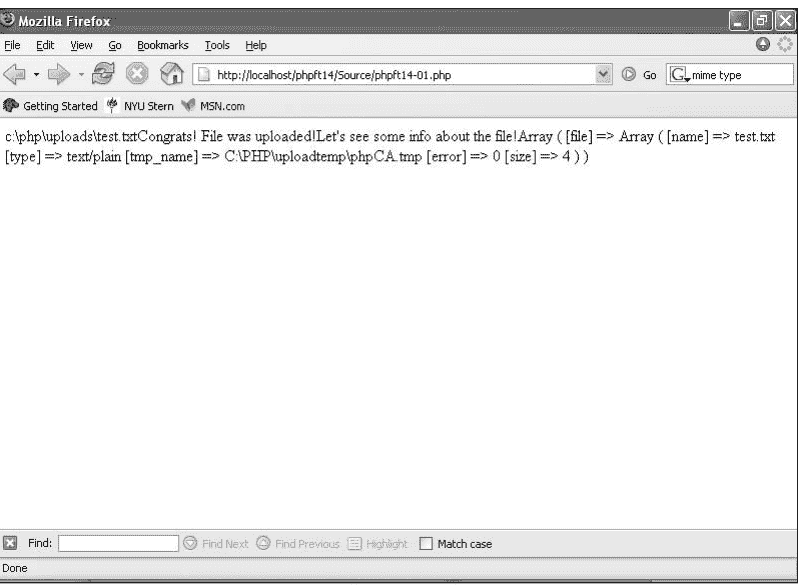 Mozilla Firefox
File Edit View Go Bookmarks Tools Help
http://localhost/phpft14/Source/phpft14-01.php Go G mime type
Getting Started NYU Stern MSN.com
c:\php\uploads\test.txtCongrats! File was uploaded!Let's see some info about the file!Array ( [file] => Array ( [name] => test.txt
[type] => text/plain [tmp_name] => C:\PHP\uploadtemp\phpCA.tmp [error] => 0 [size] => 4 ) )
Find: Find Next Find Previous Highlight Match case
Done